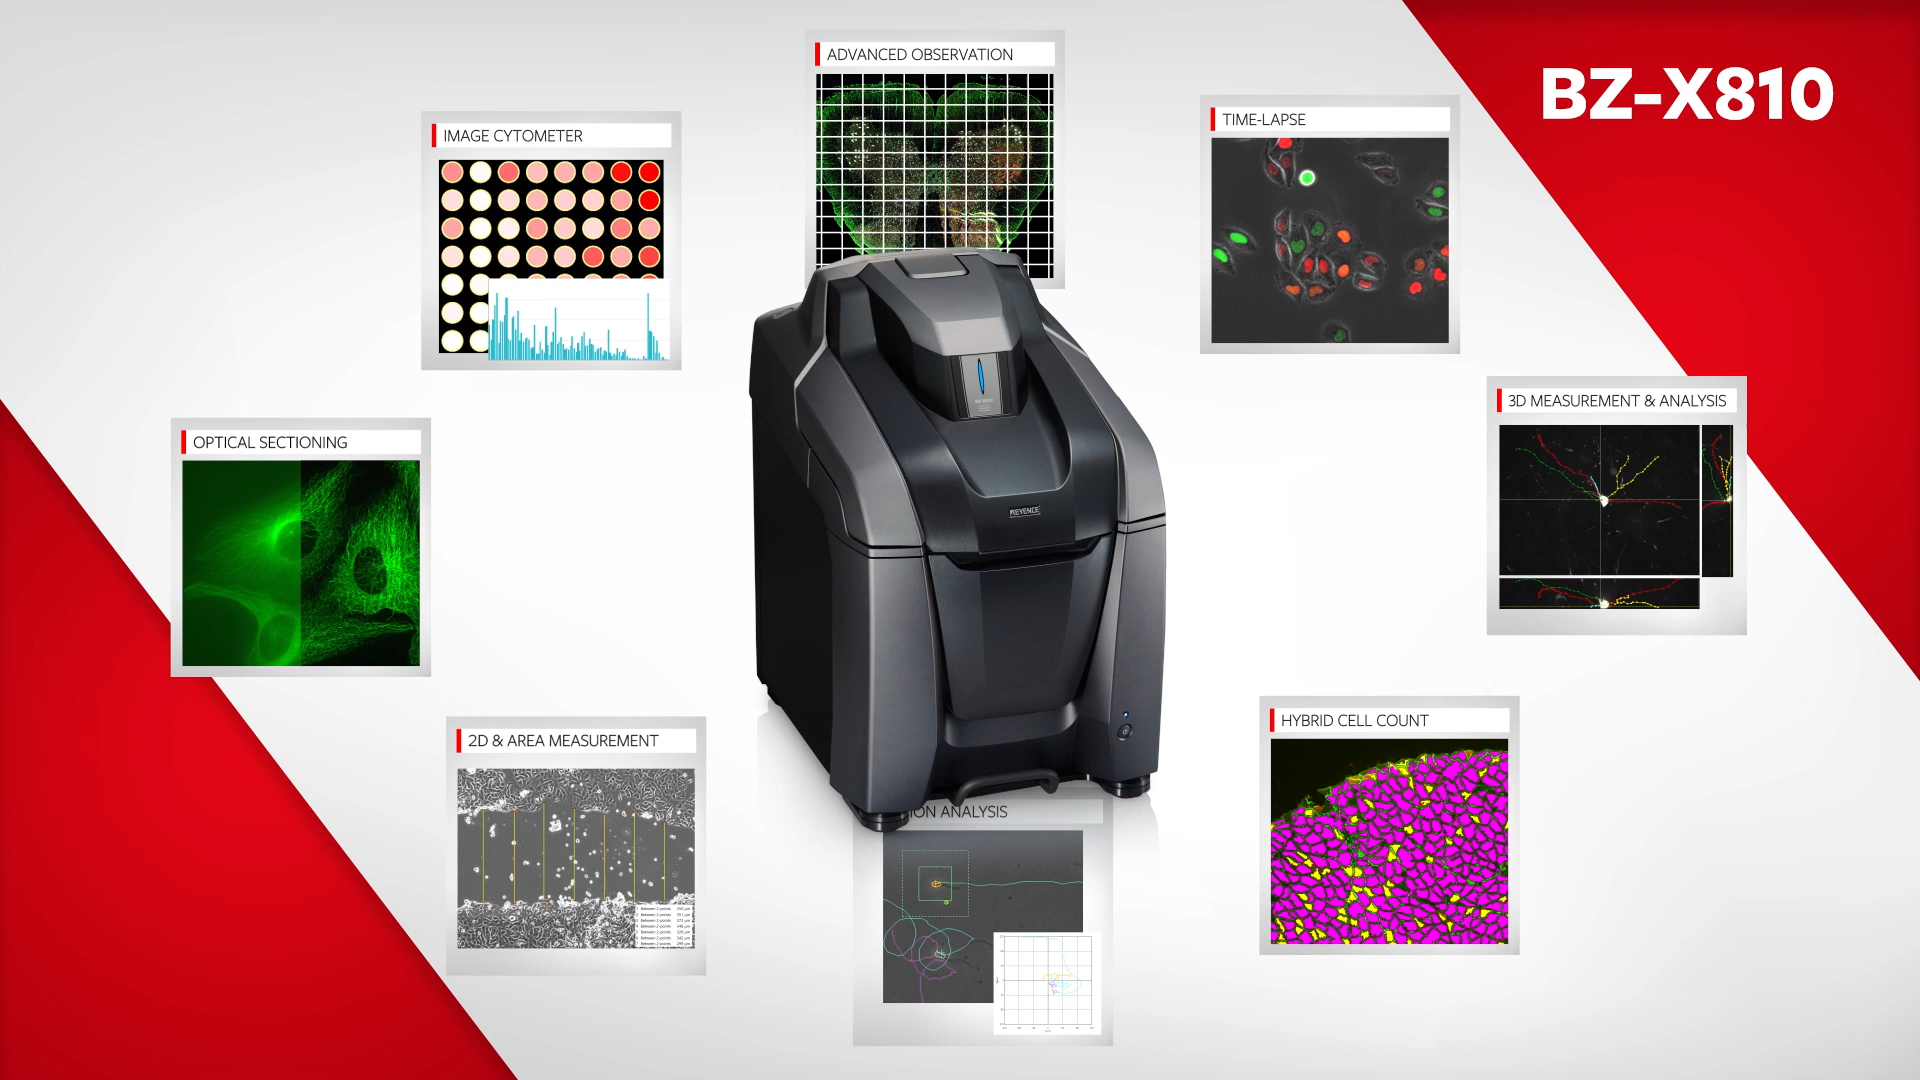 ADVANCED OBSERVATION
BZ-X810
TIME-LAPSE
IMAGE CYTOMETER
3D MEASUREMENT & ANALYSIS
OPTICAL SECTIONING
KEYENCE
HYBRID CELL COUNT
2D & AREA MEASUREMENT
ION ANALYSIS